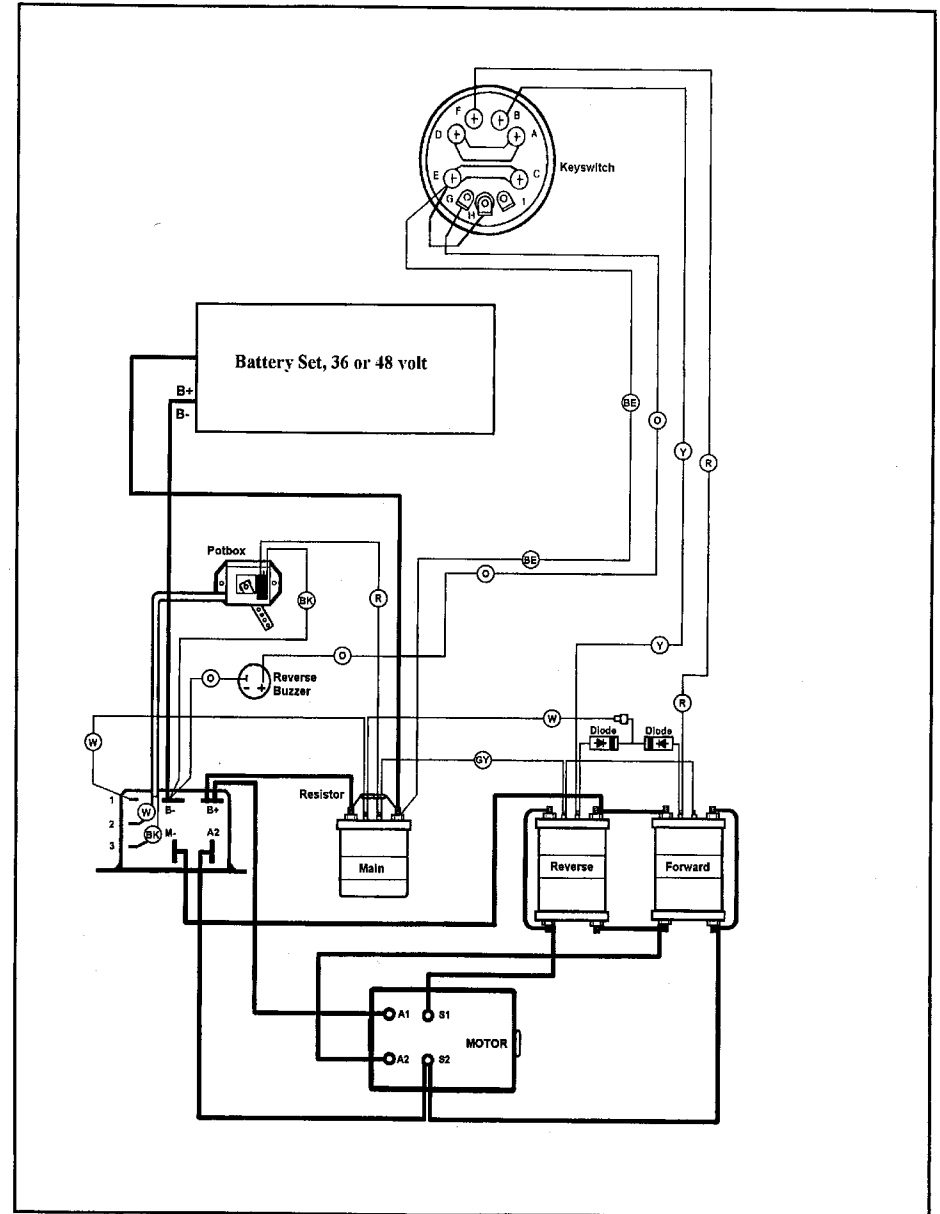 F
B
D
A
Keyswitch
E
C
G
H
I
Battery Set, 36 or 48 volt
B+
B-
BE
O
Y
R
Potbox
BE
O
BK
R
O
Y
O
Reverse
Buzzer
- +
R
W
W
Diode
Diode
GY
Resistor
1
B-
B+
W
2
M-
A2
BK
3
Main
Reverse
Forward
A1
S1
MOTOR
A2
S2